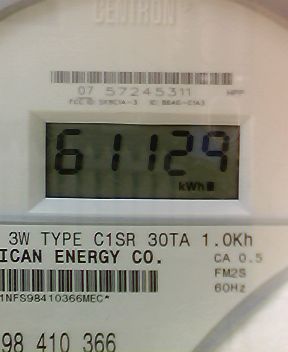 CENTRON
07 57245311
61129
kWh
3W TYPE C1SR 30TA 1.0Kh
ICAN ENERGY CO.
CA 0.5
FM2S
60Hz
1NFS98410366MEC*
98 410 366